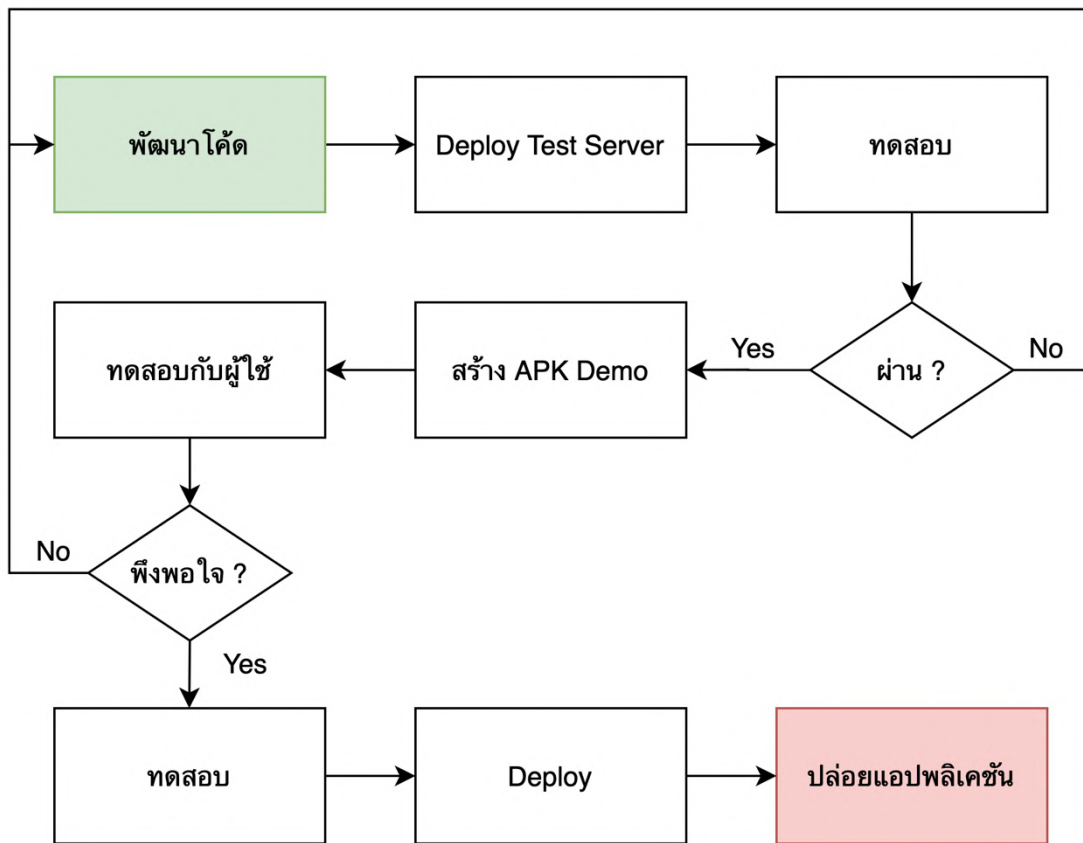 พัฒนาโค้ด
Deploy Test Server
ทดสอบ
ทดสอบกับผู้ใช้
สร้าง APK Demo
Yes
ผ่าน ?
No
No
พึงพอใจ ?
Yes
ทดสอบ
Deploy
ปล่อยแอปพลิเคชัน